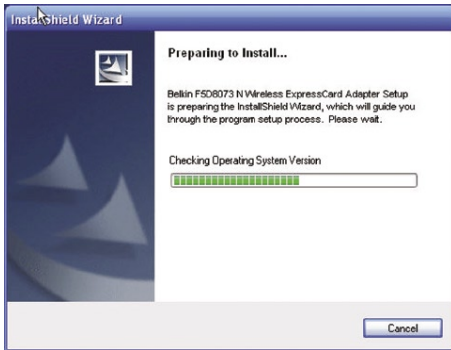 InstallShield Wizard
Preparing to Install...
Belkin F5D8073 N Wireless ExpressCard Adapter Setup
is preparing the InstallShield Wizard, which will guide you
through the program setup process. Please wait.
Checking Operating System Version
Cancel